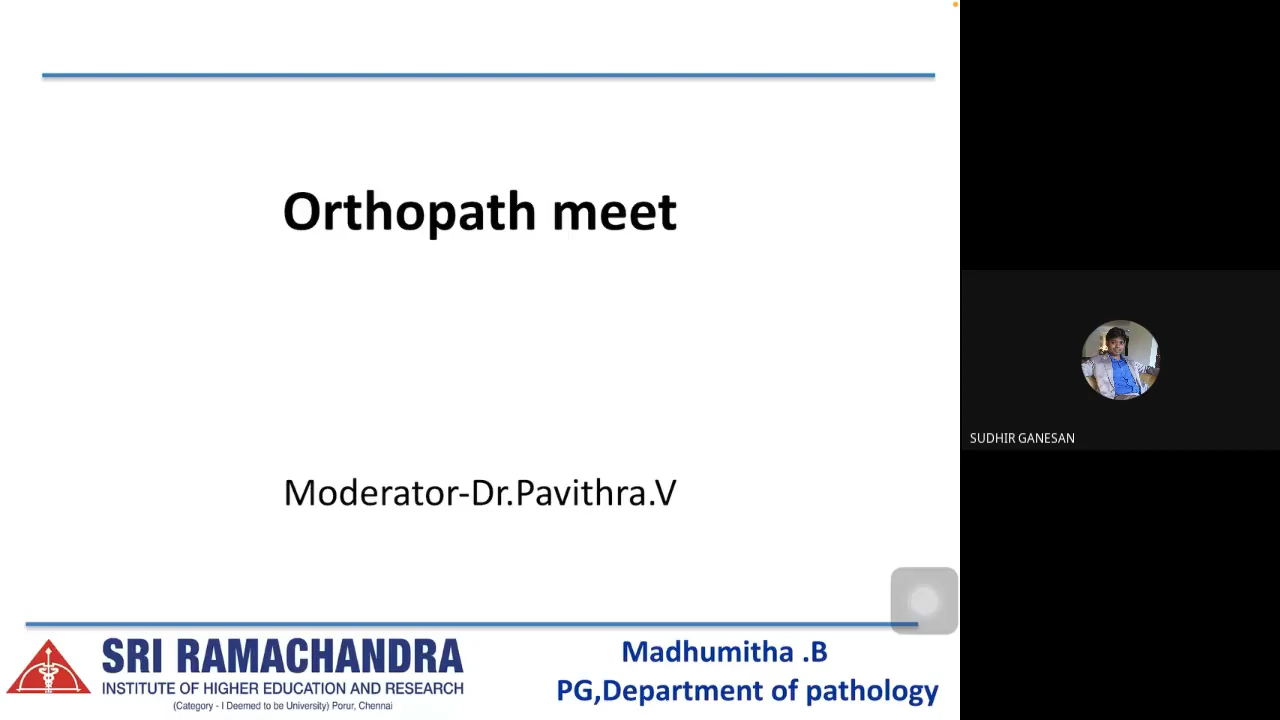 Orthopath meet
Moderator-Dr.Pavithra.V
SUDHIR GANESAN
SRI RAMACHANDRA
INSTITUTE OF HIGHER EDUCATION AND RESEARCH
(Category - I Deemed to be University) Porur, Chennai
Madhumitha .B
PG,Department of pathology